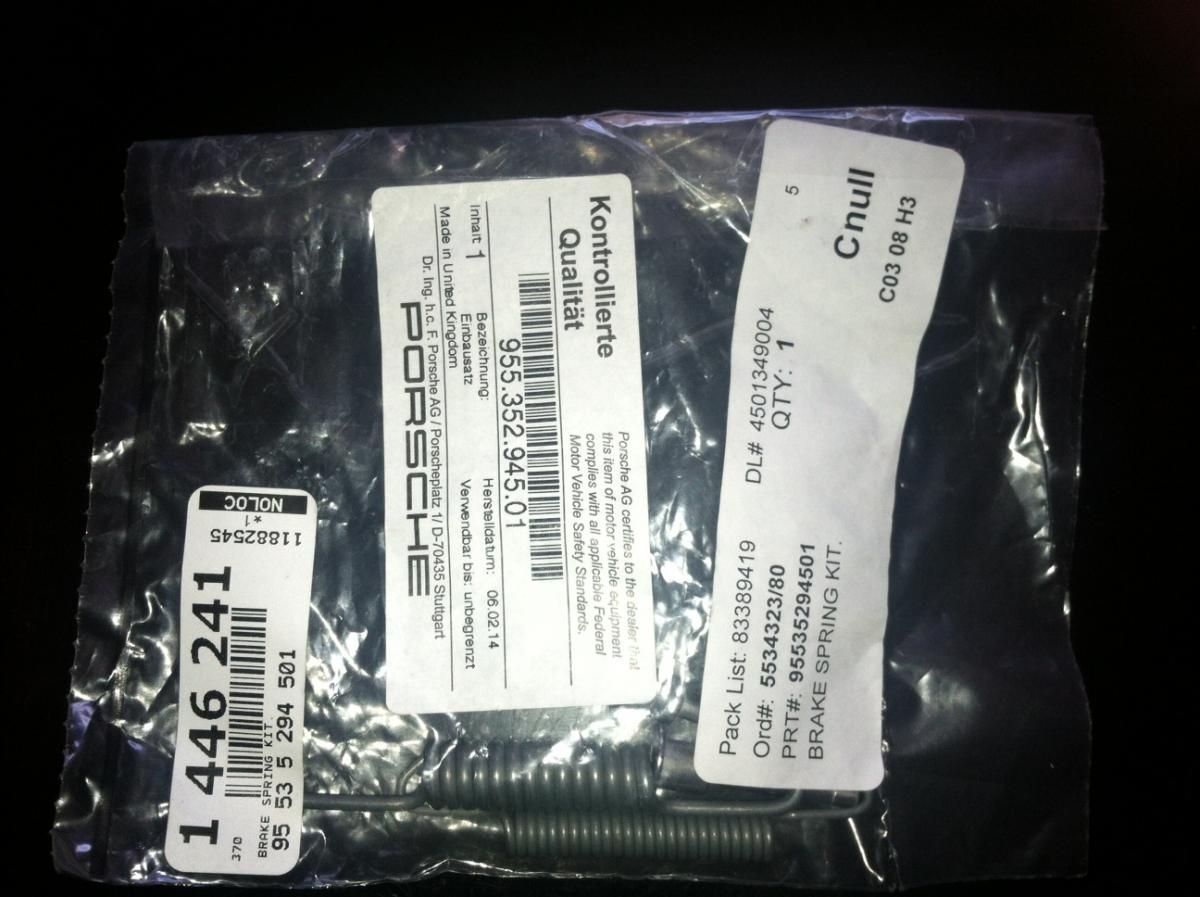 Kontrollierte
Qualität
Porsche AG certifies to the dealer that
this item of motor vehicle equipment
complies with all applicable Federal
Motor Vehicle Safety Standards.
955.352.945.01
Inhalt: 1
Bezeichnung:
Einbausatz
Herstelldatum: 06.02.14
Verwendbar bis: unbegrenzt
Made in United Kingdom
Dr. Ing. h.c. F. Porsche AG / Porscheplatz 1/ D-70435 Stuttgart
PORSCHE
Pack List: 83389419 DL# 4501349004 5
Ord#: 5534323/80 QTY: 1
PRT#: 95535294501 Cnull
BRAKE SPRING KIT. C03 08 H3
NOLOC
*1
11882545
1 446 241
370
BRAKE SPRING KIT.
95 53 5 294 501